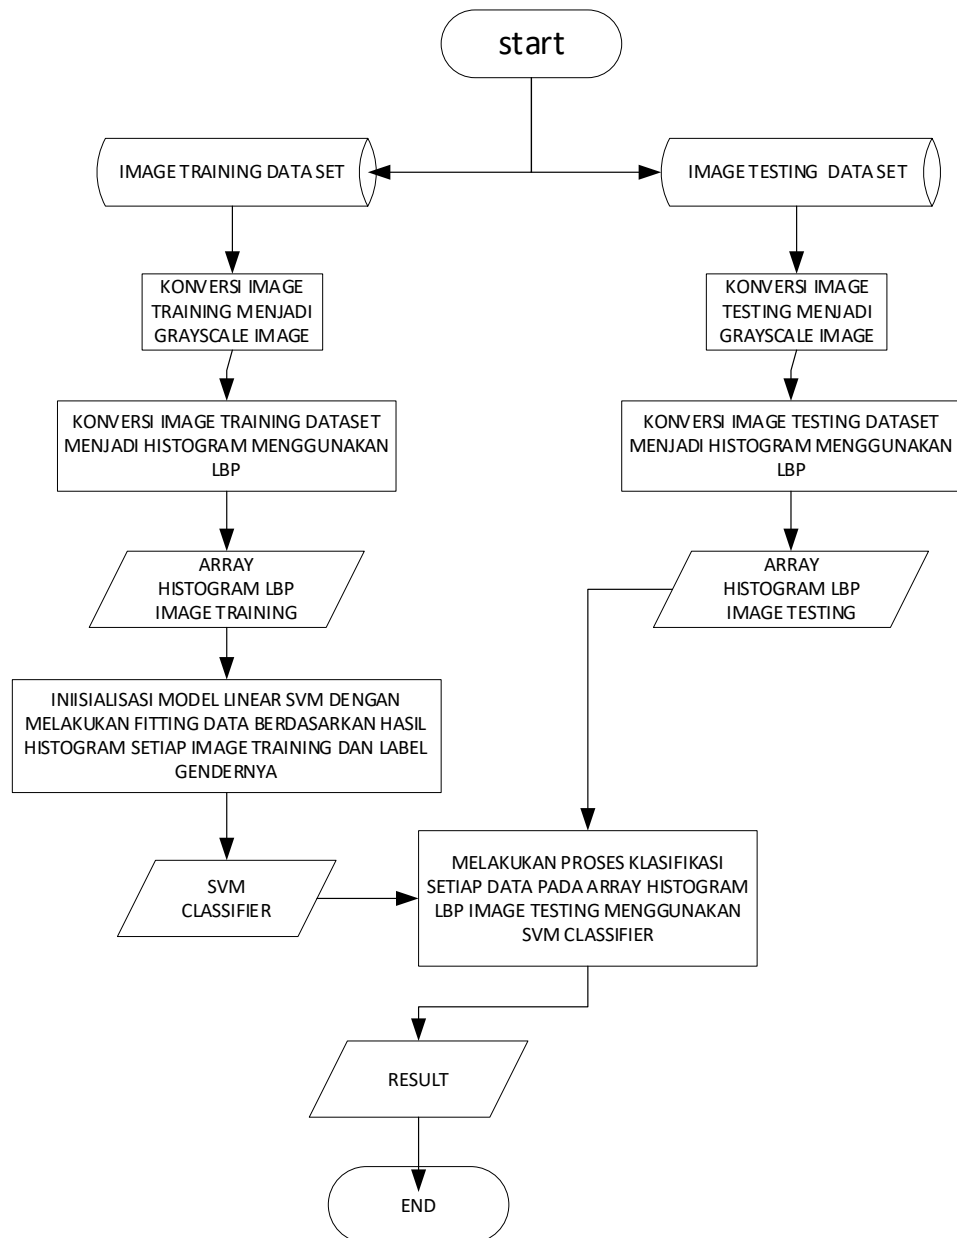 start
IMAGE TRAINING DATA SET
IMAGE TESTING DATA SET
KONVERSI IMAGE
TRAINING MENJADI
GRAYSCALE IMAGE
KONVERSI IMAGE
TESTING MENJADI
GRAYSCALE IMAGE
KONVERSI IMAGE TRAINING DATASET
MENJADI HISTOGRAM MENGGUNAKAN
LBP
KONVERSI IMAGE TESTING DATASET
MENJADI HISTOGRAM MENGGUNAKAN
LBP
ARRAY
HISTOGRAM LBP
IMAGE TRAINING
ARRAY
HISTOGRAM LBP
IMAGE TESTING
INIISIALISASI MODEL LINEAR SVM DENGAN
MELAKUKAN FITTING DATA BERDASARKAN HASIL
HISTOGRAM SETIAP IMAGE TRAINING DAN LABEL
GENDERNYA
SVM
CLASSIFIER
MELAKUKAN PROSES KLASIFIKASI
SETIAP DATA PADA ARRAY HISTOGRAM
LBP IMAGE TESTING MENGGUNAKAN
SVM CLASSIFIER
RESULT
END